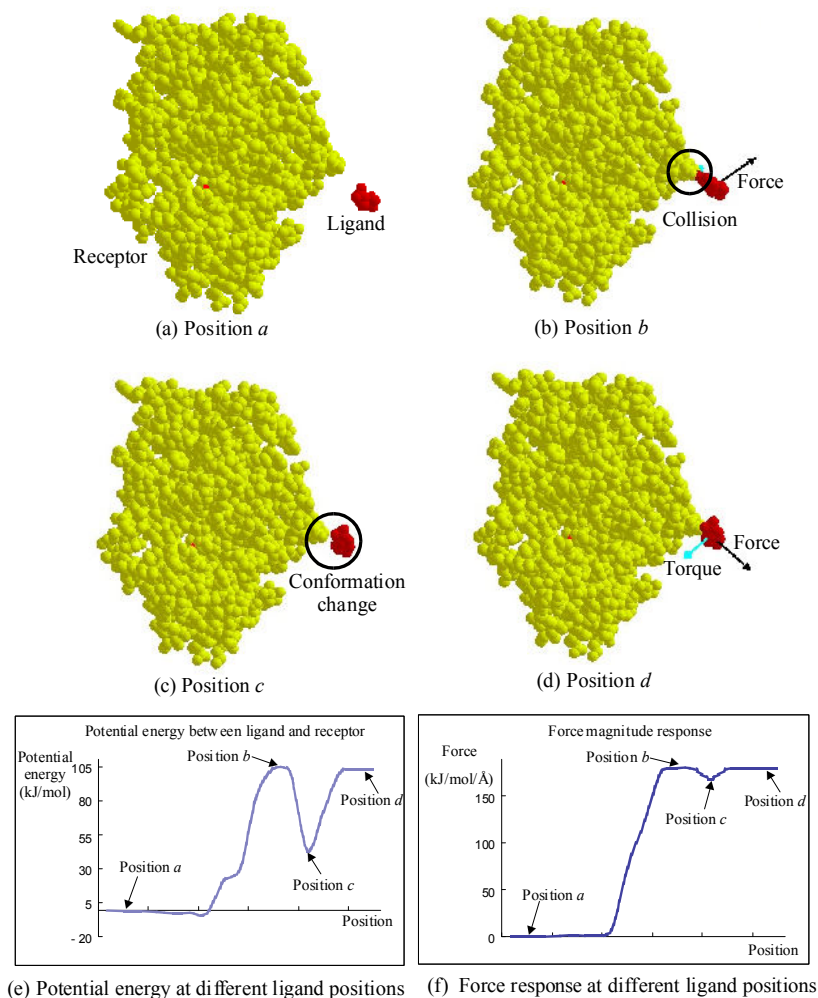 Ligand
Receptor
(a) Position a
Force
Collision
(b) Position b
Conformation
change
(c) Position c
Force
Torque
(d) Position d
Potential energy between ligand and receptor
Potential
energy
(kJ/mol)
105
80
55
30
5
- 20
Position b
Position d
Position a
Position c
Position
(e) Potential energy at different ligand positions
Force magnitude response
Force
(kJ/mol/Å)
150
100
50
0
Position b
Position d
Position c
Position a
Position
(f) Force response at different ligand positions